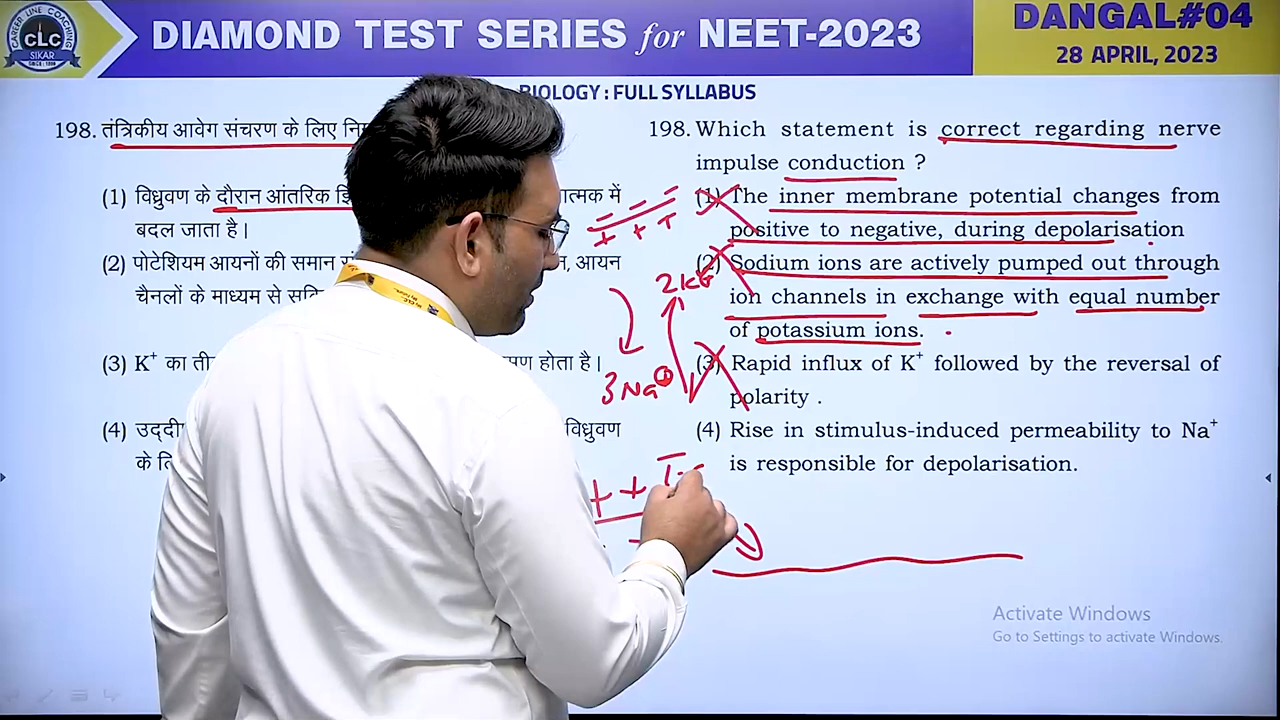 CAREER LINE COACHING
CLC
SIKAR
DIAMOND TEST SERIES for NEET-2023
DANGAL#04
28 APRIL, 2023
BIOLOGY : FULL SYLLABUS
198. तंत्रिकीय आवेग संचरण के लिए
(1) विध्रुवण के दौरान आंतरिक
त्मक में
बदल जाता है।
(2) पोटेशियम आयनों की समान
न, आयन
चैनलों के माध्यम से
(3) K⁺ का
होता है।
(4)
विध्रुवण
के
198. Which statement is correct regarding nerve
impulse conduction ?
(1) The inner membrane potential changes from
positive to negative, during depolarisation
(2) Sodium ions are actively pumped out through
ion channels in exchange with equal number
of potassium ions.
(3) Rapid influx of K⁺ followed by the reversal of
polarity .
(4) Rise in stimulus-induced permeability to Na⁺
is responsible for depolarisation.
– – –
+ + +
2K⊕
3Na⊕
+ +
Activate Windows
Go to Settings to activate Windows.